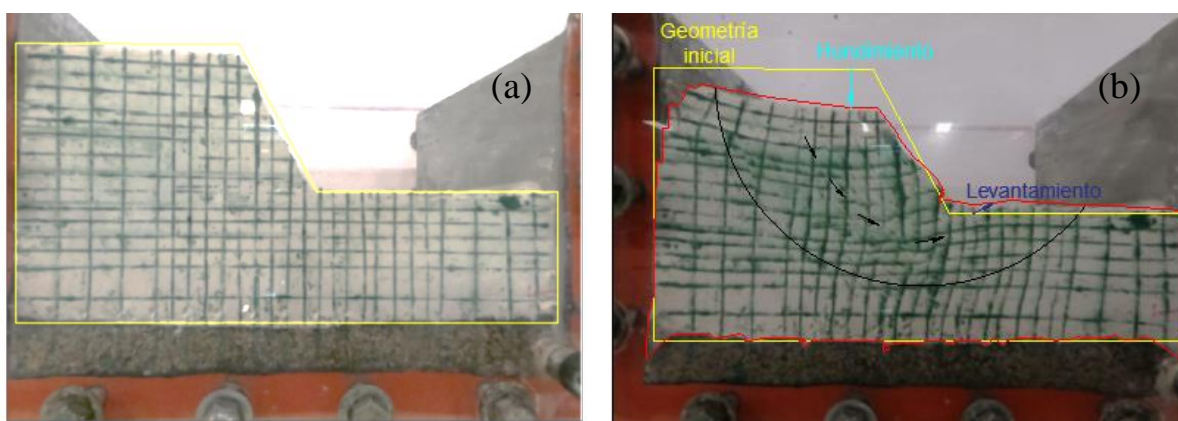 (a)
Geometría
inicial
Hundimiento
(b)
Levantamiento